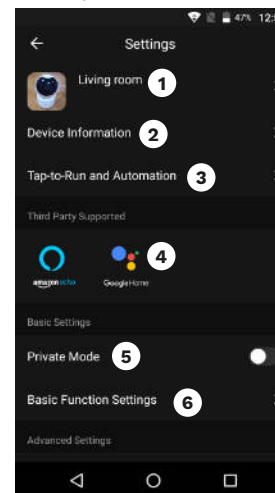 47% 12:5
Settings
Living room 1
Device Information 2
Tap-to-Run and Automation 3
Third Party Supported
4
amazon echo Google Home
Basic Settings
Private Mode 5
Basic Function Settings 6
Advanced Settings